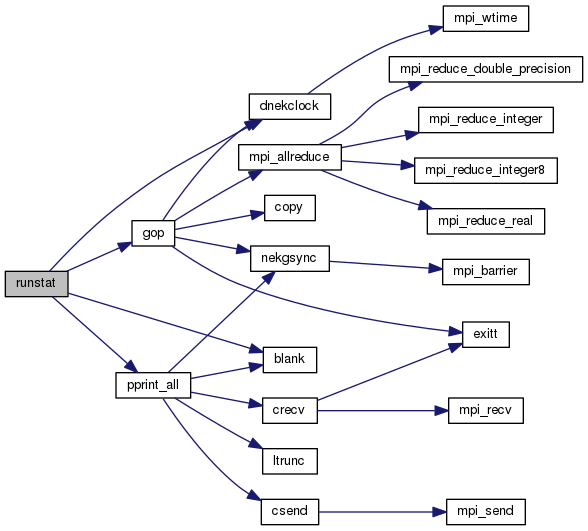 mpi_wtime
mpi_reduce_double_precision
dnekclock
mpi_reduce_integer
mpi_allreduce
mpi_reduce_integer8
copy
mpi_reduce_real
gop
nekgsync
mpi_barrier
runstat
exitt
blank
pprint_all
crecv
mpi_recv
ltrunc
csend
mpi_send